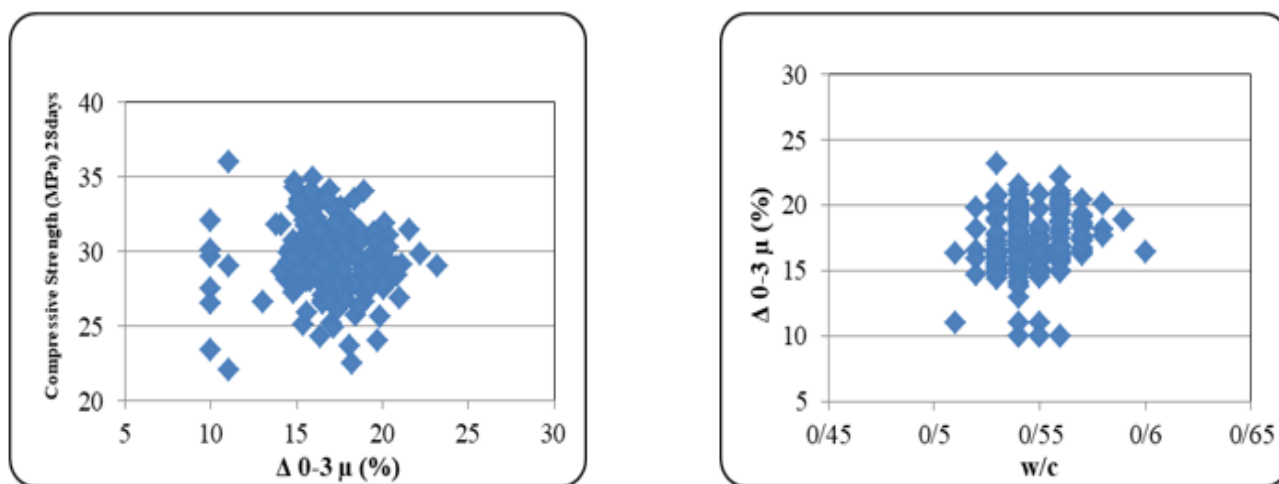 Compressive Strength (MPa) 28days
40
35
30
25
20
5 10 15 20 25 30
Δ 0-3 μ (%)
Δ 0-3 μ (%)
30
25
20
15
10
5
0/45 0/5 0/55 0/6 0/65
w/c